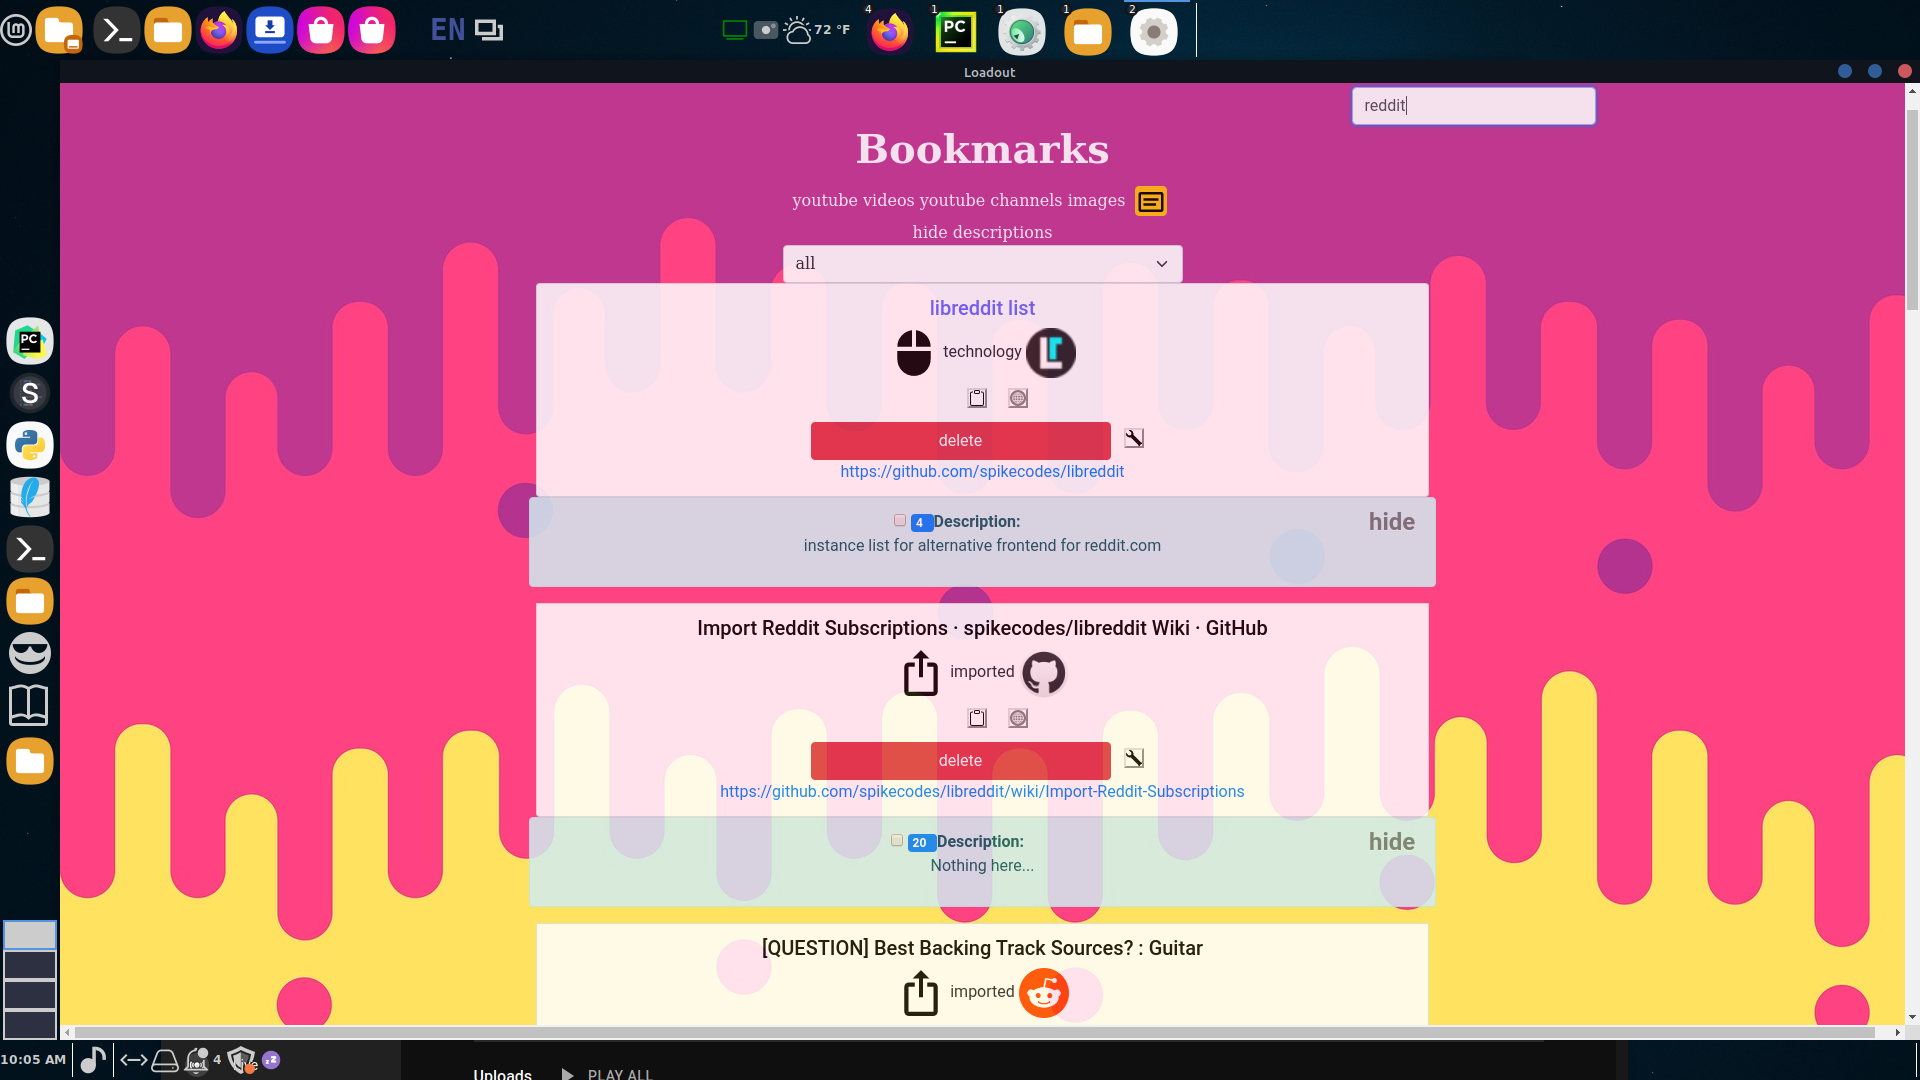 EN
72 °F
4
1
1
1
2
PC
Loadout
reddit
Bookmarks
youtube videos youtube channels images
hide descriptions
all
libreddit list
technology
delete
https://github.com/spikecodes/libreddit
4 Description:
hide
instance list for alternative frontend for reddit.com
Import Reddit Subscriptions · spikecodes/libreddit Wiki · GitHub
imported
delete
https://github.com/spikecodes/libreddit/wiki/Import-Reddit-Subscriptions
20 Description:
hide
Nothing here...
[QUESTION] Best Backing Track Sources? : Guitar
imported
PC
S
10:05 AM
4
Uploads
PLAY ALL